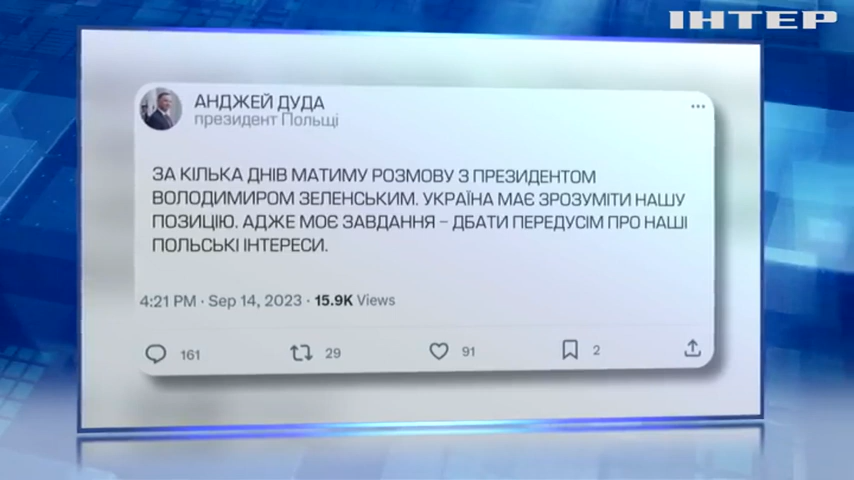 ІНТЕР
АНДЖЕЙ ДУДА
президент Польщі
ЗА КІЛЬКА ДНІВ МАТИМУ РОЗМОВУ З ПРЕЗИДЕНТОМ
ВОЛОДИМИРОМ ЗЕЛЕНСЬКИМ. УКРАЇНА МАЄ ЗРОЗУМІТИ НАШУ
ПОЗИЦІЮ. АДЖЕ МОЄ ЗАВДАННЯ – ДБАТИ ПЕРЕДУСІМ ПРО НАШІ
ПОЛЬСЬКІ ІНТЕРЕСИ.
4:21 PM · Sep 14, 2023 · 15.9K Views
161 29 91 2